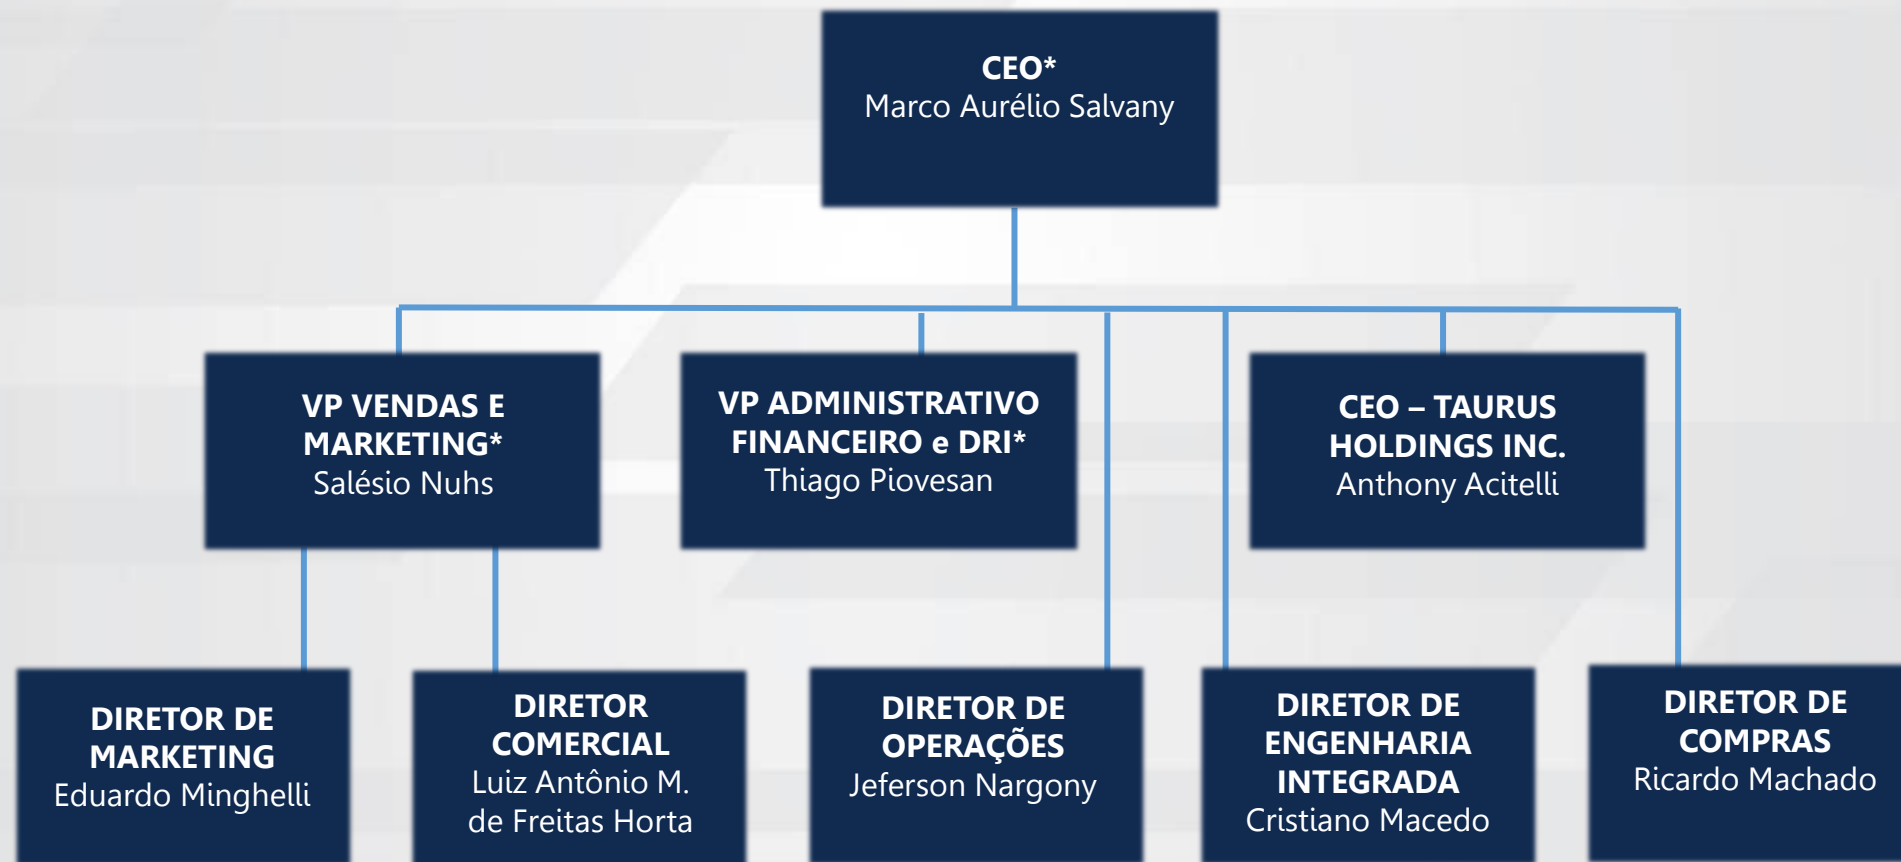 CEO*
Marco Aurélio Salvany
VP VENDAS E
MARKETING*
Salésio Nuhs
VP ADMINISTRATIVO
FINANCEIRO e DRI*
Thiago Piovesan
CEO – TAURUS
HOLDINGS INC.
Anthony Acitelli
DIRETOR DE
MARKETING
Eduardo Minghelli
DIRETOR
COMERCIAL
Luiz Antônio M.
de Freitas Horta
DIRETOR DE
OPERAÇÕES
Jeferson Nargony
DIRETOR DE
ENGENHARIA
INTEGRADA
Cristiano Macedo
DIRETOR DE
COMPRAS
Ricardo Machado